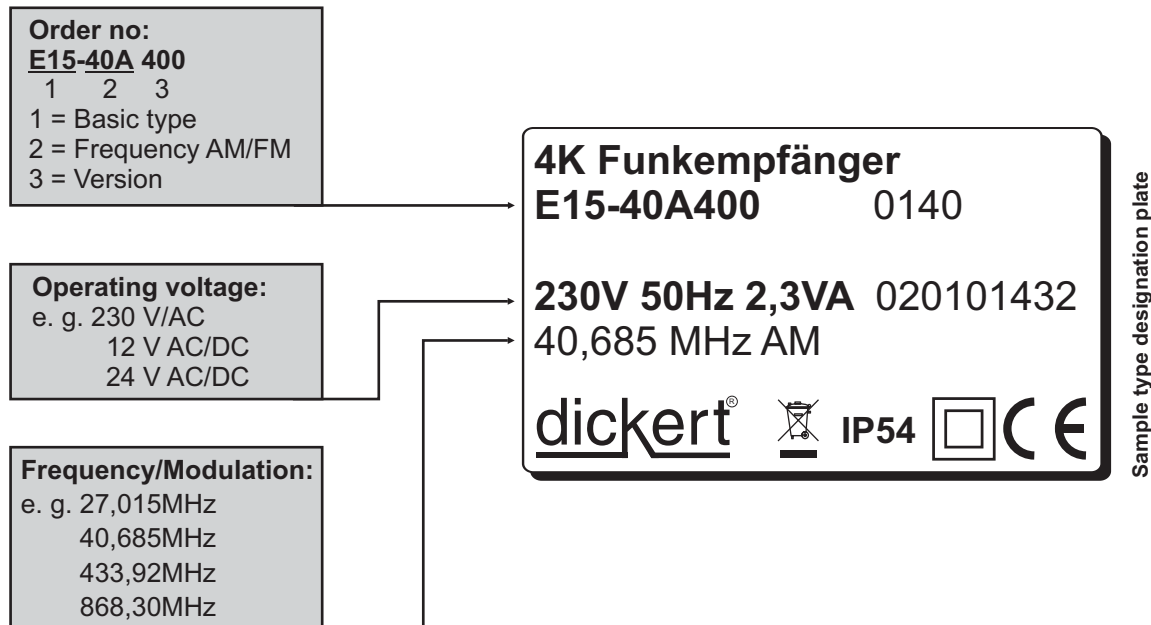 Order no:
E15-40A 400
1 2 3
1 = Basic type
2 = Frequency AM/FM
3 = Version
Operating voltage:
e. g. 230 V/AC
12 V AC/DC
24 V AC/DC
Frequency/Modulation:
e. g. 27,015MHz
40,685MHz
433,92MHz
868,30MHz
4K Funkempfänger
E15-40A400 0140
230V 50Hz 2,3VA 020101432
40,685 MHz AM
dickert® IP54 CE
Sample type designation plate